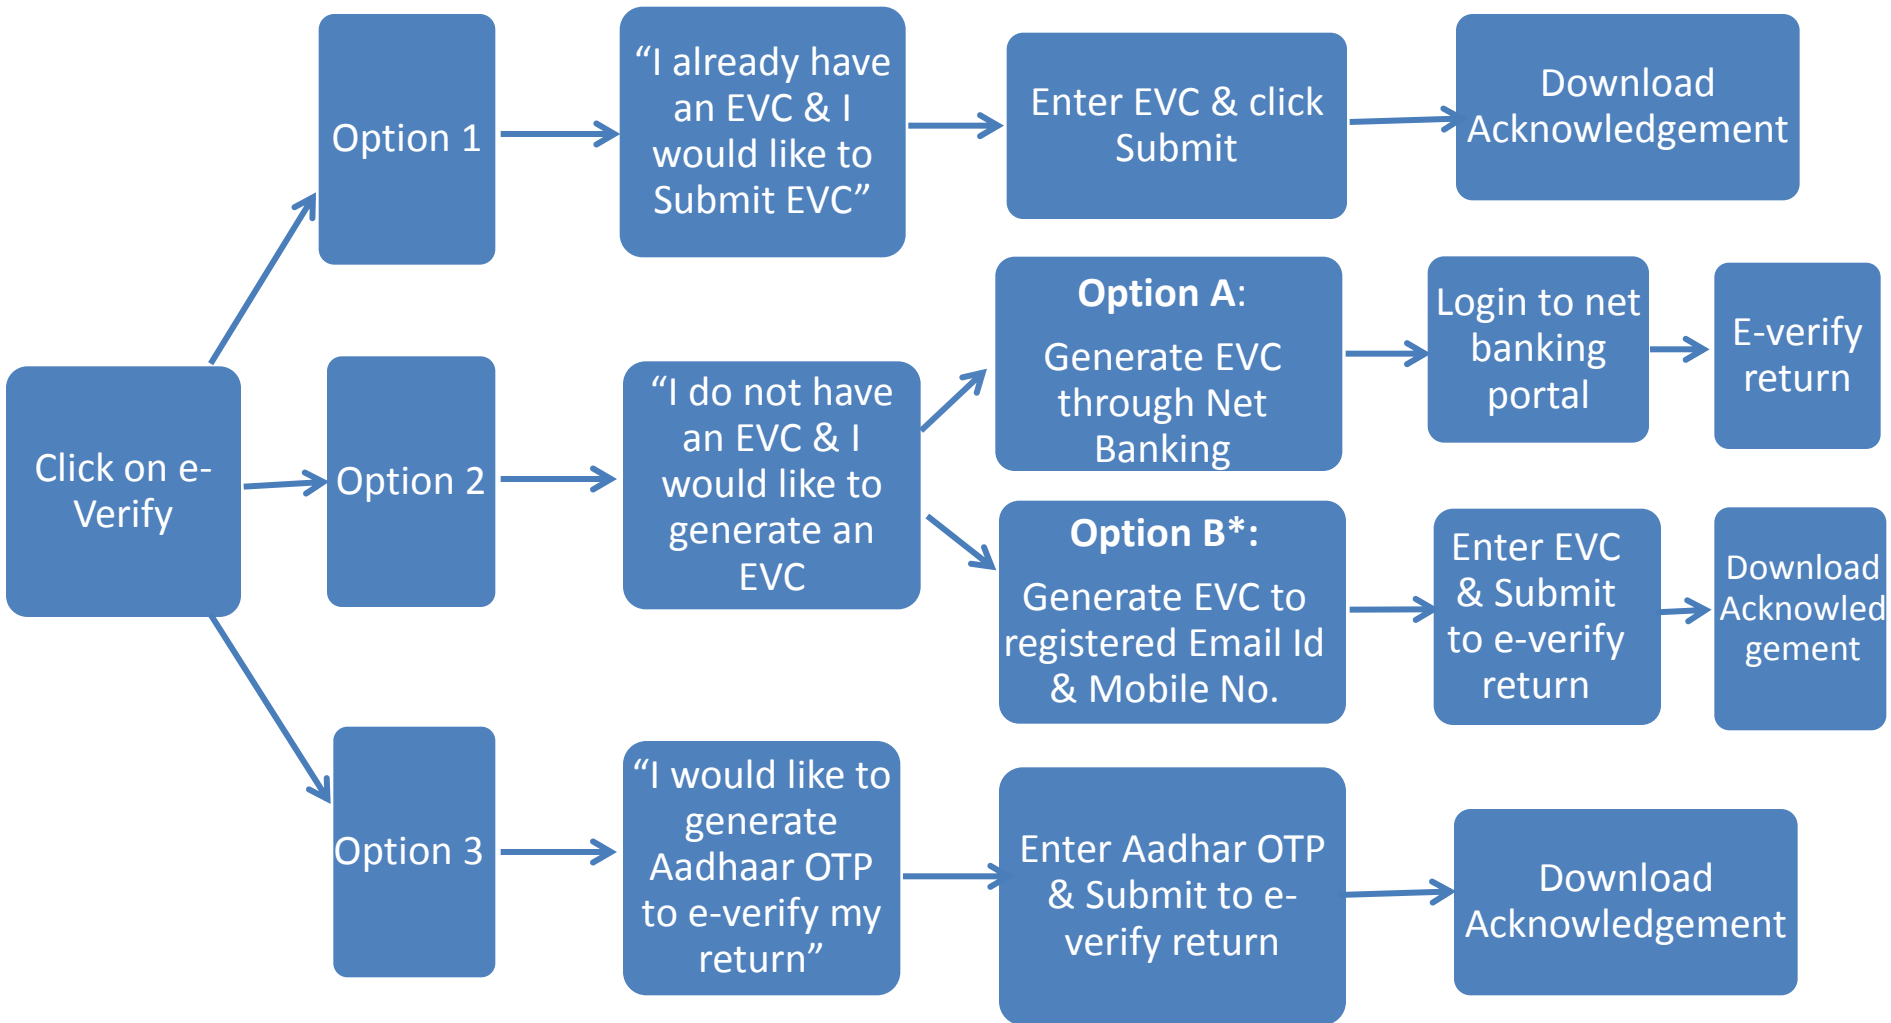 Click on e-
Verify
Option 1
“I already have
an EVC & I
would like to
Submit EVC”
Enter EVC & click
Submit
Download
Acknowledgement
Option 2
“I do not have
an EVC & I
would like to
generate an
EVC
Option A:
Generate EVC
through Net
Banking
Login to net
banking
portal
E-verify
return
Option B*:
Generate EVC to
registered Email Id
& Mobile No.
Enter EVC
& Submit
to e-verify
return
Download
Acknowled
gement
Option 3
“I would like to
generate
Aadhaar OTP
to e-verify my
return”
Enter Aadhar OTP
& Submit to e-
verify return
Download
Acknowledgement